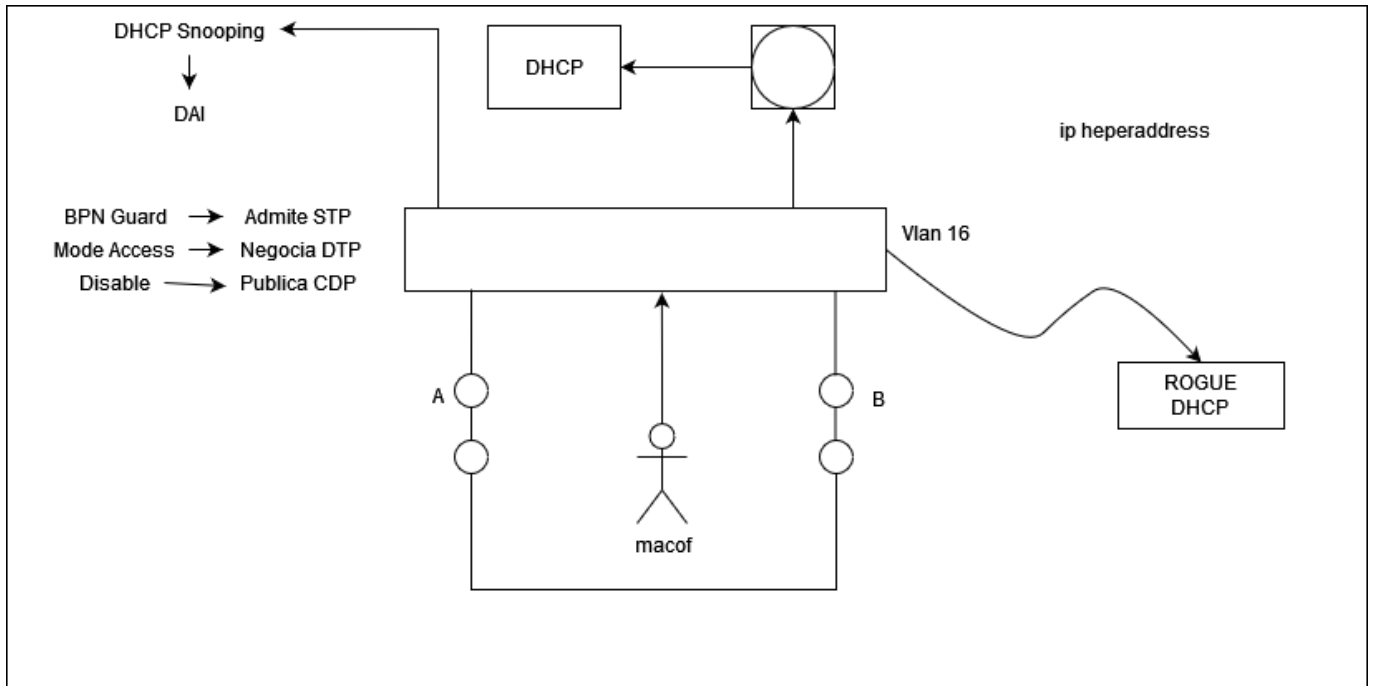 DHCP Snooping
DHCP
DAI
ip heperaddress
BPN Guard
Admite STP
Mode Access
Negocia DTP
Disable
Publica CDP
Vlan 16
A
B
ROGUE
DHCP
macof